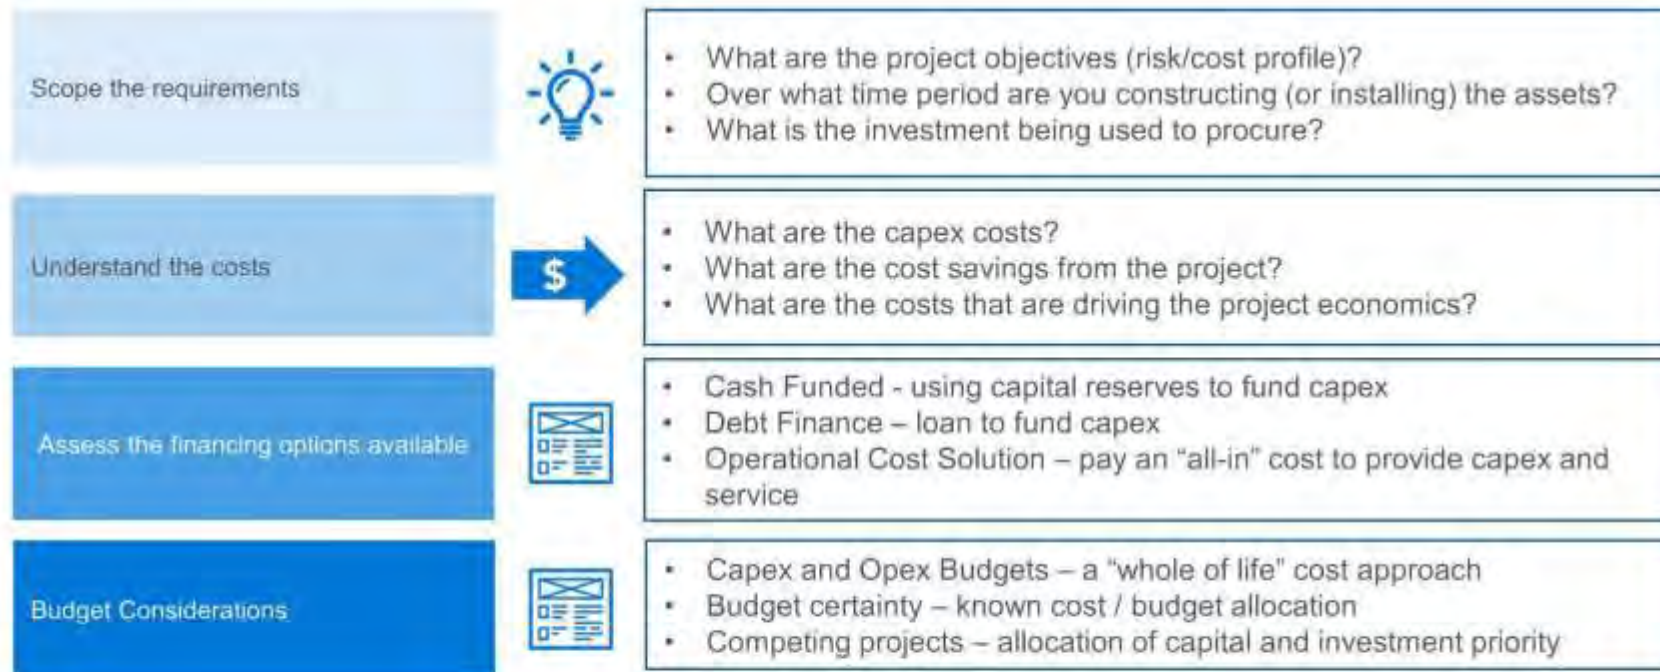 Scope the requirements
• What are the project objectives (risk/cost profile)?
• Over what time period are you constructing (or installing) the assets?
• What is the investment being used to procure?
Understand the costs
$
• What are the capex costs?
• What are the cost savings from the project?
• What are the costs that are driving the project economics?
Assess the financing options available
• Cash Funded - using capital reserves to fund capex
• Debt Finance – loan to fund capex
• Operational Cost Solution – pay an “all-in” cost to provide capex and
service
Budget Considerations
• Capex and Opex Budgets – a “whole of life” cost approach
• Budget certainty – known cost / budget allocation
• Competing projects – allocation of capital and investment priority